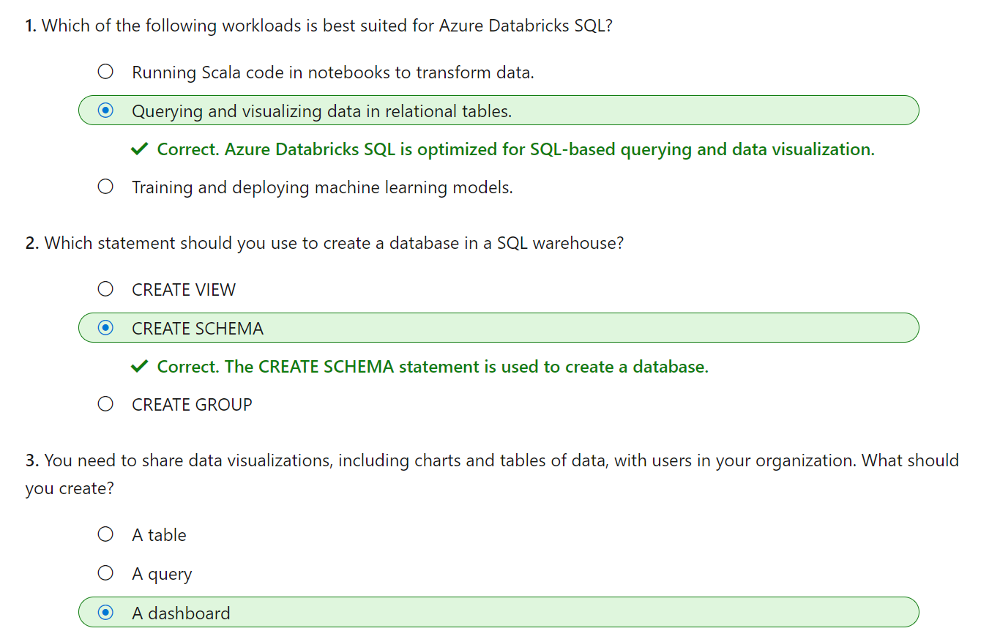 1. Which of the following workloads is best suited for Azure Databricks SQL?
Running Scala code in notebooks to transform data.
Querying and visualizing data in relational tables.
Correct. Azure Databricks SQL is optimized for SQL-based querying and data visualization.
Training and deploying machine learning models.
2. Which statement should you use to create a database in a SQL warehouse?
CREATE VIEW
CREATE SCHEMA
Correct. The CREATE SCHEMA statement is used to create a database.
CREATE GROUP
3. You need to share data visualizations, including charts and tables of data, with users in your organization. What should
you create?
A table
A query
A dashboard